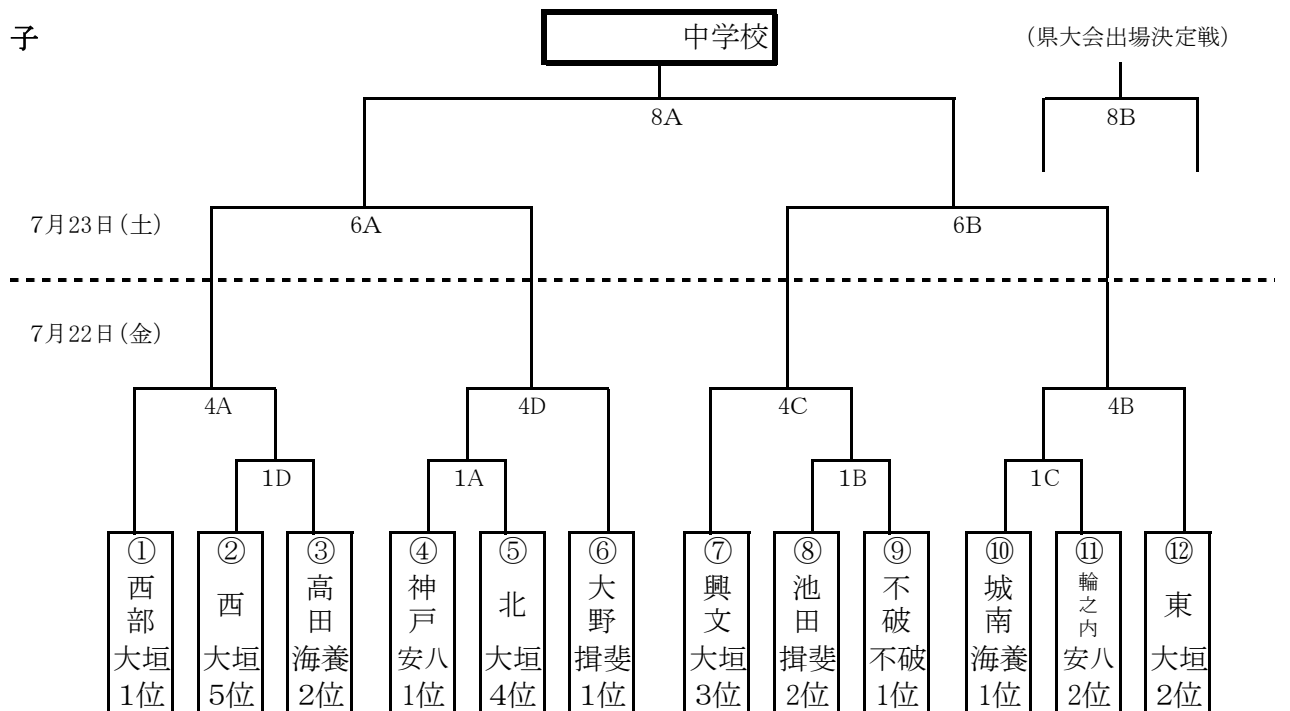 子
中学校
(県大会出場決定戦)
8A
8B
7月23日(土)
6A
6B
7月22日(金)
4A
4D
4C
4B
1D
1A
1B
1C
① 西部 大垣 1位
② 西 大垣 5位
③ 高田 海養 2位
④ 神戸 安八 1位
⑤ 北 大垣 4位
⑥ 大野 揖斐 1位
⑦ 興文 大垣 3位
⑧ 池田 揖斐 2位
⑨ 不破 不破 1位
⑩ 城南 海養 1位
⑪ 輪之内 安八 2位
⑫ 東 大垣 2位